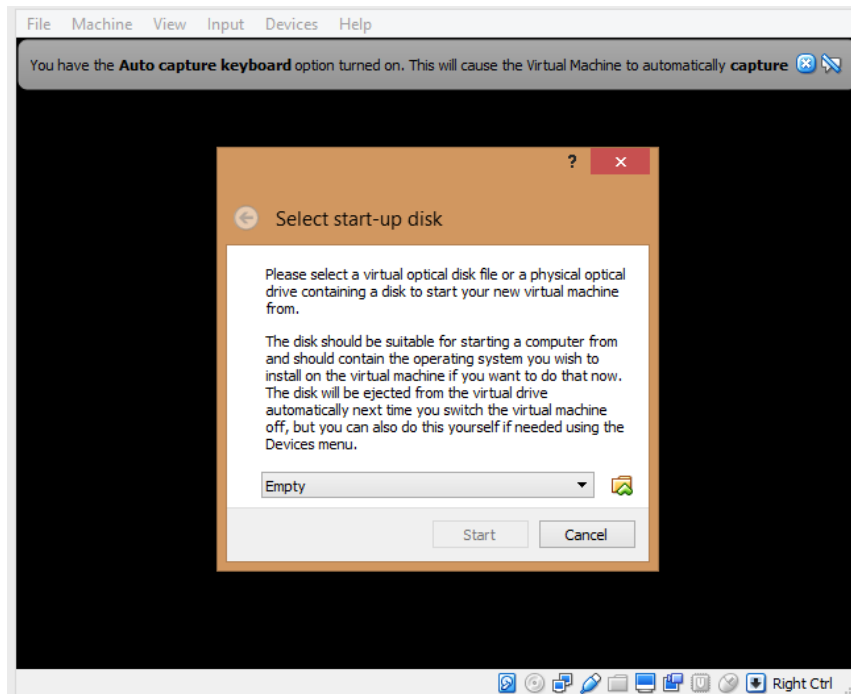 File Machine View Input Devices Help
You have the Auto capture keyboard option turned on. This will cause the Virtual Machine to automatically capture
?
Select start-up disk
Please select a virtual optical disk file or a physical optical
drive containing a disk to start your new virtual machine
from.
The disk should be suitable for starting a computer from
and should contain the operating system you wish to
install on the virtual machine if you want to do that now.
The disk will be ejected from the virtual drive
automatically next time you switch the virtual machine
off, but you can also do this yourself if needed using the
Devices menu.
Empty
Start Cancel
Right Ctrl